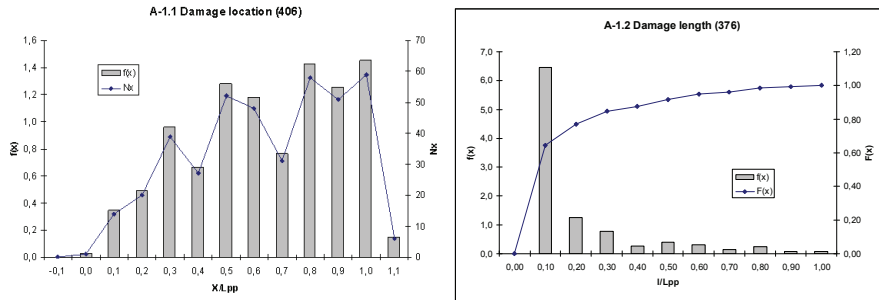 A-1.1 Damage location (406)
1,6
1,4
1,2
1,0
0,8
0,6
0,4
0,2
0,0
f(x)
f(x)
Nx
70
60
50
40
30
20
10
0
Nx
-0,1 0,0 0,1 0,2 0,3 0,4 0,5 0,6 0,7 0,8 0,9 1,0 1,1
X/Lpp
A-1.2 Damage length (376)
7,0
6,0
5,0
4,0
3,0
2,0
1,0
0,0
f(x)
f(x)
F(x)
1,20
1,00
0,80
0,60
0,40
0,20
0,00
F(x)
0,00 0,10 0,20 0,30 0,40 0,50 0,60 0,70 0,80 0,90 1,00
l/Lpp